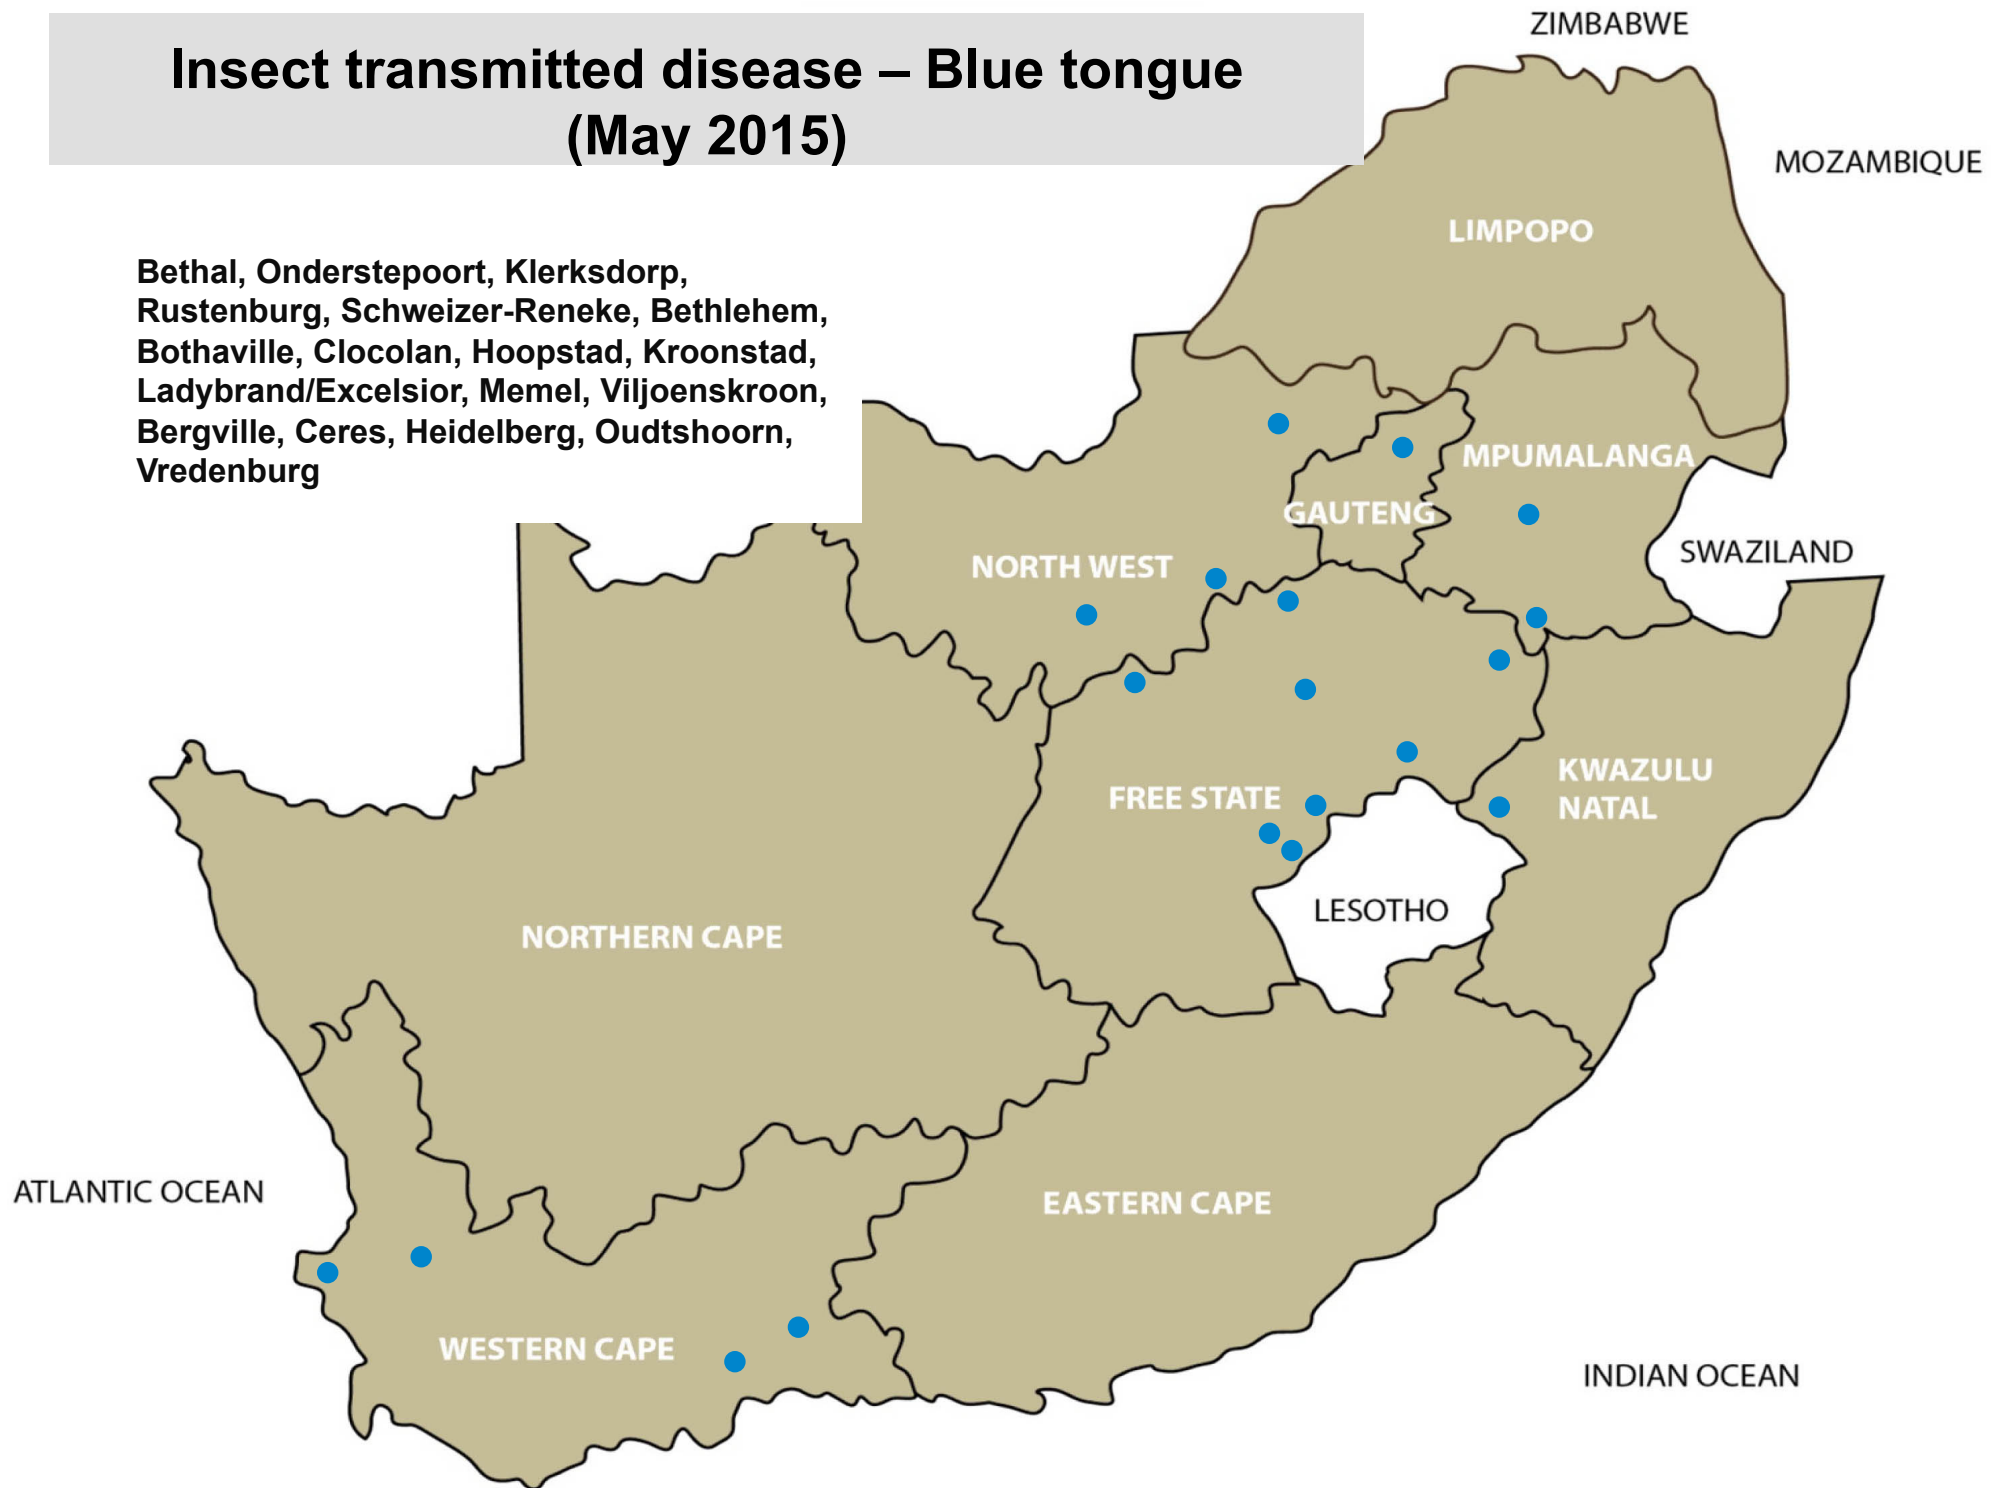 Insect transmitted disease – Blue tongue
(May 2015)
Bethal, Onderstepoort, Klerksdorp,
Rustenburg, Schweizer-Reneke, Bethlehem,
Bothaville, Clocolan, Hoopstad, Kroonstad,
Ladybrand/Excelsior, Memel, Viljoenskroon,
Bergville, Ceres, Heidelberg, Oudtshoorn,
Vredenburg
ZIMBABWE
MOZAMBIQUE
LIMPOPO
MPUMALANGA
GAUTENG
SWAZILAND
NORTH WEST
KWAZULU
NATAL
FREE STATE
LESOTHO
NORTHERN CAPE
ATLANTIC OCEAN
EASTERN CAPE
WESTERN CAPE
INDIAN OCEAN